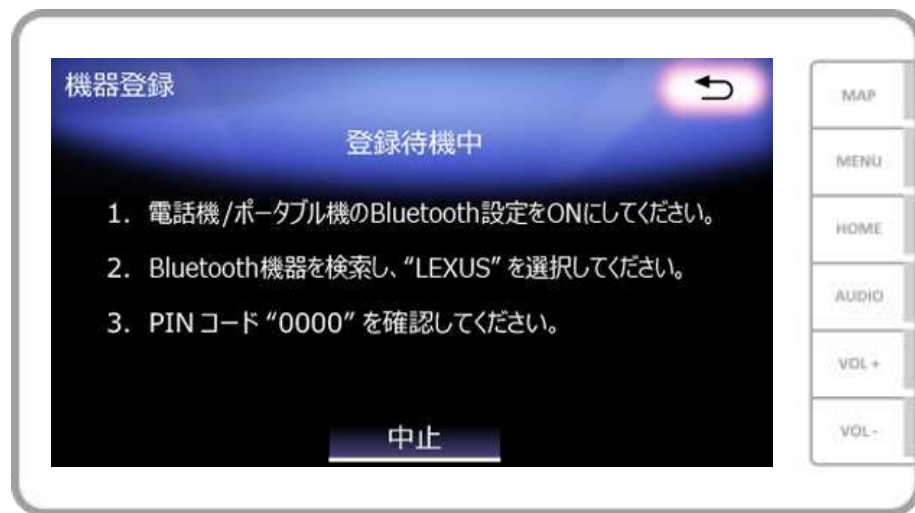 機器登録
登録待機中
1. 電話機/ポータブル機のBluetooth設定をONにしてください。
2. Bluetooth機器を検索し、“LEXUS”を選択してください。
3. PINコード“0000”を確認してください。
中止
MAP
MENU
HOME
AUDIO
VOL +
VOL -